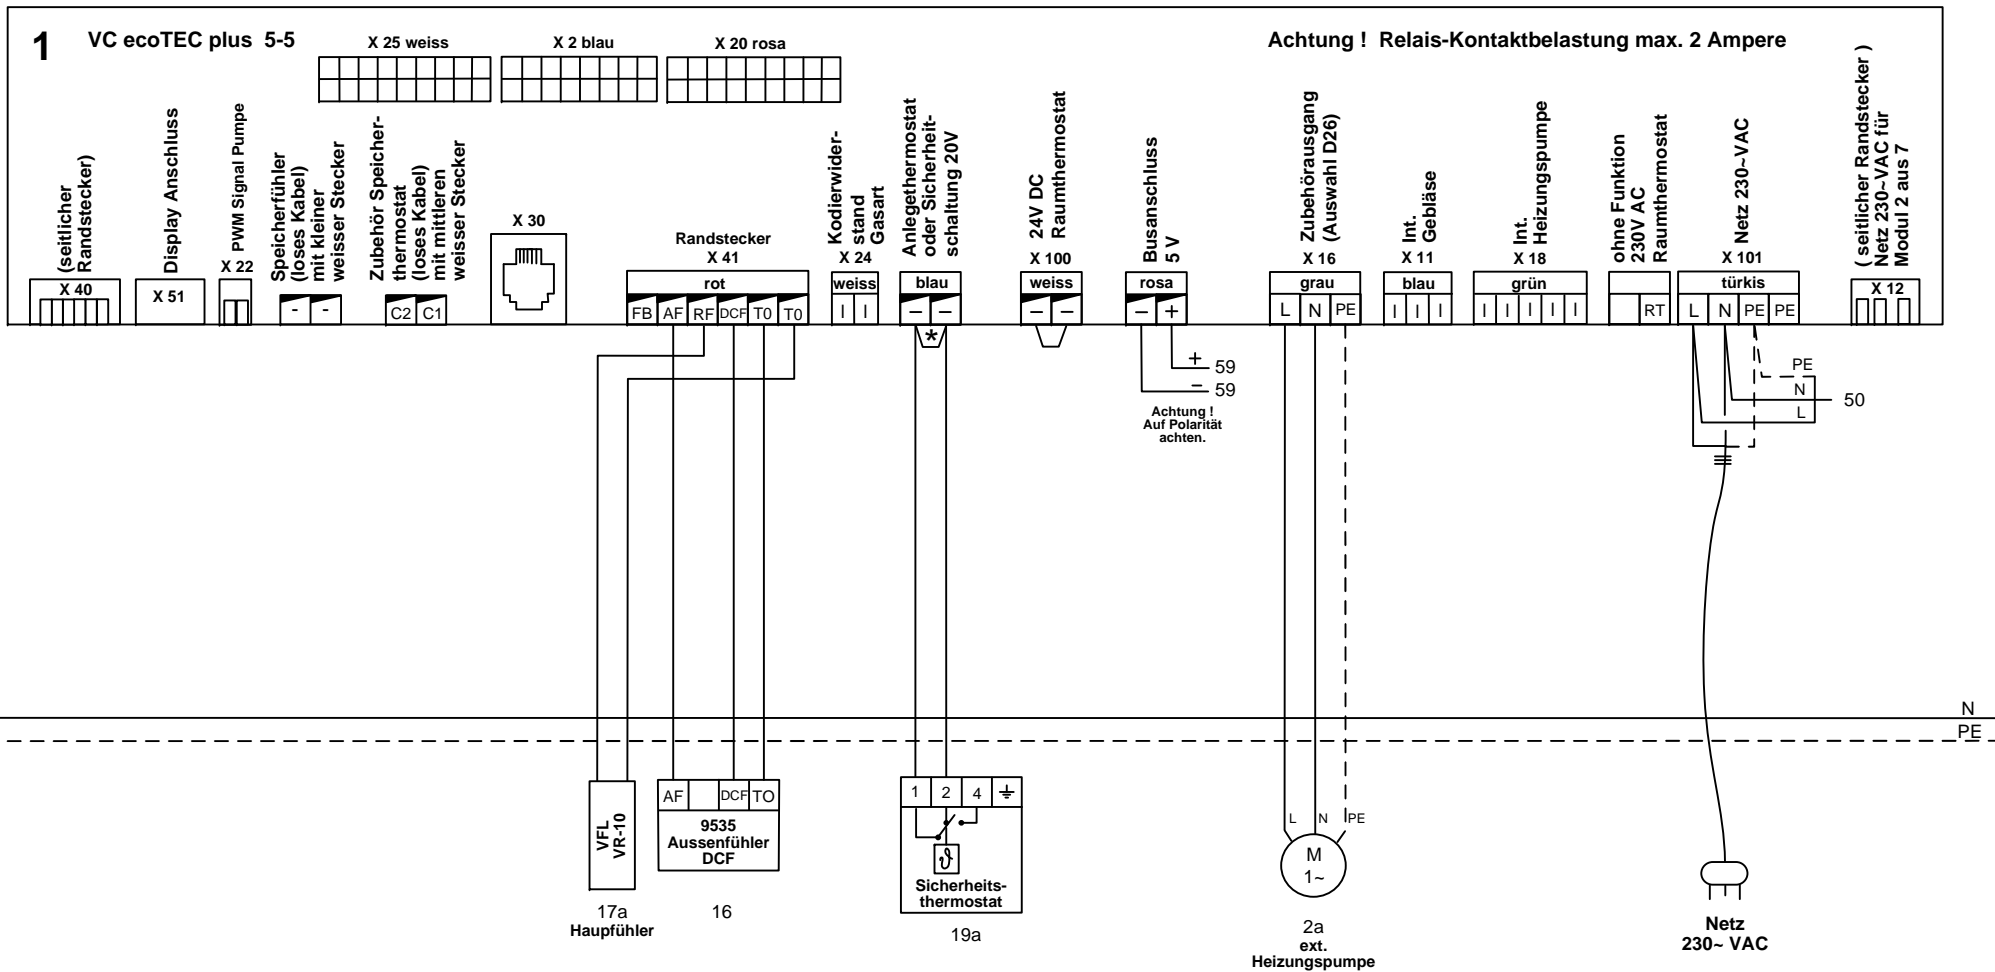 1 VC ecoTEC plus 5-5
X 25 weiss
X 2 blau
X 20 rosa
Achtung ! Relais-Kontaktbelastung max. 2 Ampere
(seitlicher
Randstecker)
X 40
Display Anschluss
X 51
PWM Signal Pumpe
X 22
Speicherfühler
(loses Kabel)
mit kleiner
weisser Stecker
- -
Zubehör Speicher-
thermostat
(loses Kabel)
mit mittleren
weisser Stecker
C2 C1
X 30
Randstecker
X 41
rot
FB AF RF DCF T0 T0
Kodierwider-
stand
Gasart
X 24
weiss
I I
Anlegethermostat
oder Sicherheit-
schaltung 20V
blau
– –
*
24V DC
Raumthermostat
X 100
weiss
– –
Busanschluss
5 V
rosa
– +
+ 59
– 59
Achtung !
Auf Polarität
achten.
Zubehörausgang
(Auswahl D26)
X 16
grau
L N PE
Int.
Gebläse
X 11
blau
I I I
Int.
Heizungspumpe
X 18
grün
I I I I I
ohne Funktion
230V AC
Raumthermostat
RT
Netz 230~VAC
X 101
türkis
L N PE PE
PE
N
L
50
( seitlicher Randstecker )
Netz 230~VAC für
Modul 2 aus 7
X 12
N
PE
VFL
VR-10
17a
Haupfühler
AF DCF TO
9535
Aussenfühler
DCF
16
1 2 4
ϑ
Sicherheits-
thermostat
19a
L N PE
M
1~
2a
ext.
Heizungspumpe
Netz
230~ VAC